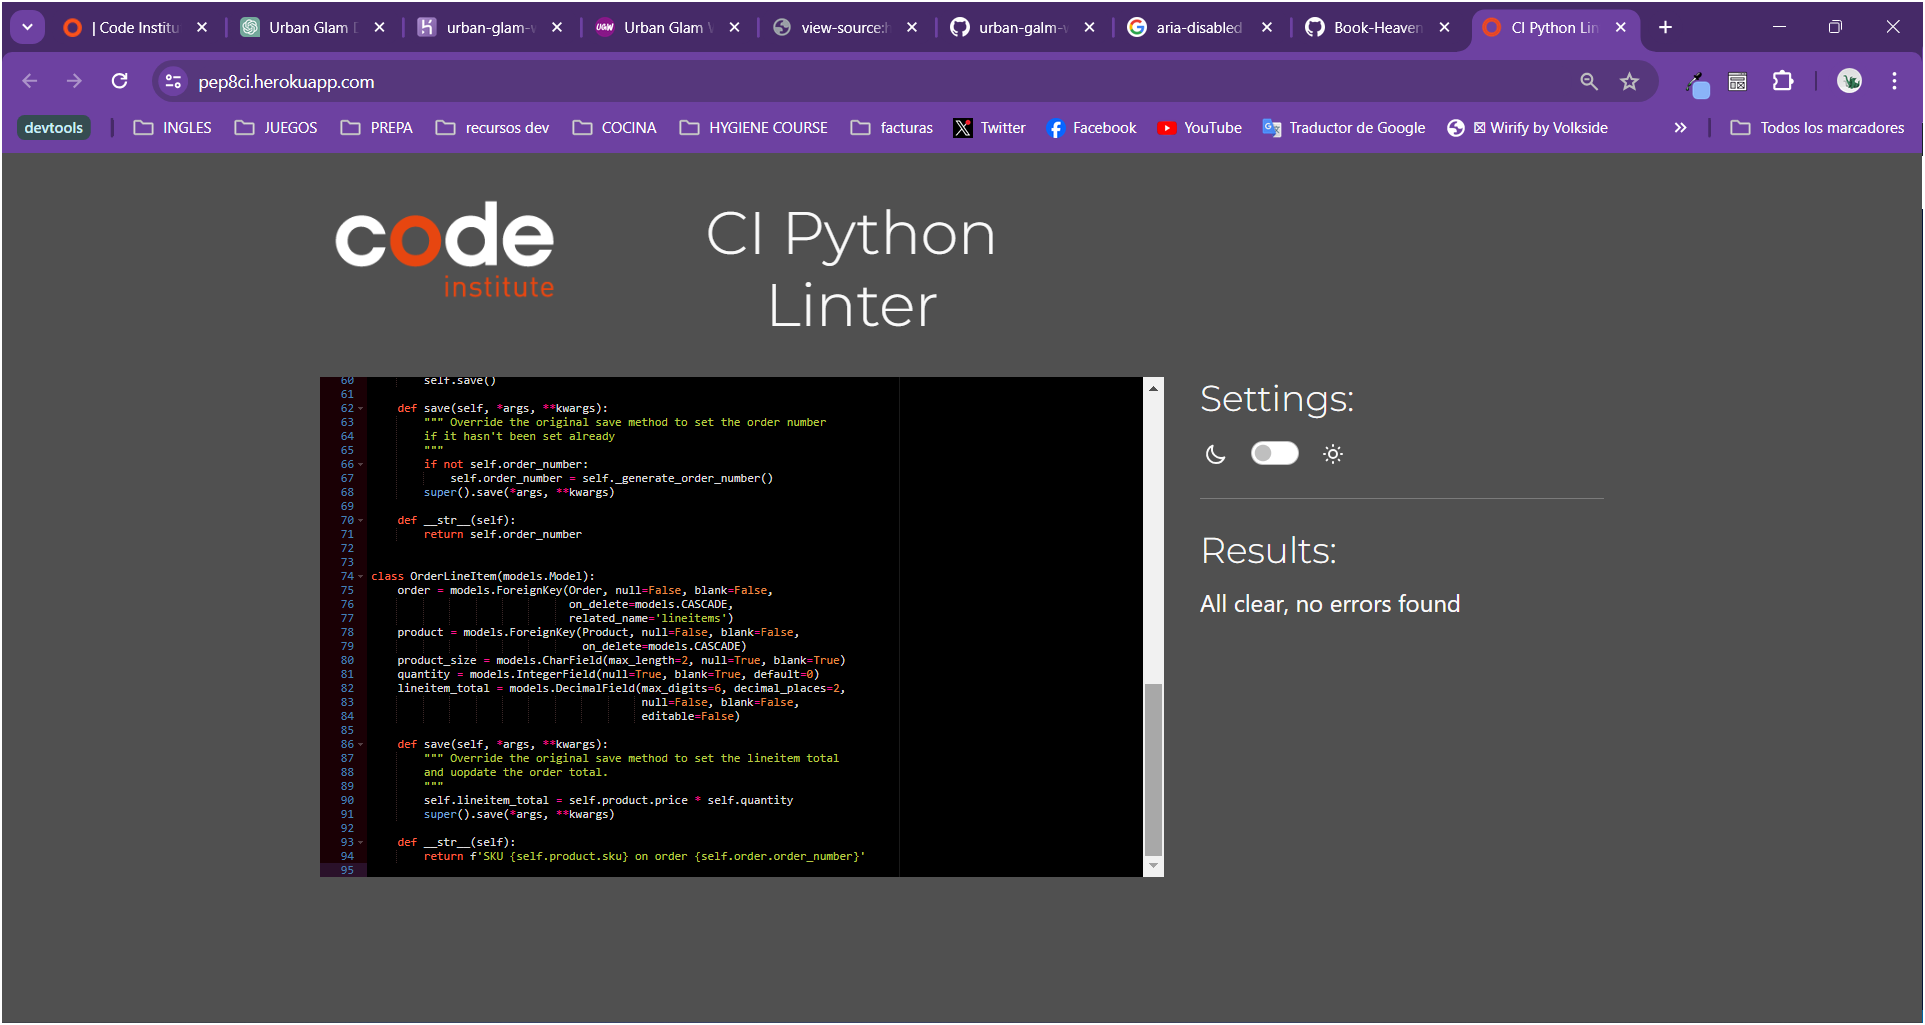 | Code Institu
Urban Glam D
urban-glam-w
Urban Glam W
view-source:h
urban-galm-w
aria-disabled
Book-Heaven
CI Python Lin
pep8ci.herokuapp.com
devtools
INGLES
JUEGOS
PREPA
recursos dev
COCINA
HYGIENE COURSE
facturas
Twitter
Facebook
YouTube
Traductor de Google
Wirify by Volkside
Todos los marcadores
code
institute
CI Python
Linter
60 self.save()
61
62 def save(self, *args, **kwargs):
63 """ Override the original save method to set the order number
64 if it hasn't been set already
65 """
66 if not self.order_number:
67 self.order_number = self._generate_order_number()
68 super().save(*args, **kwargs)
69
70 def __str__(self):
71 return self.order_number
72
73
74 class OrderLineItem(models.Model):
75 order = models.ForeignKey(Order, null=False, blank=False,
76 on_delete=models.CASCADE,
77 related_name='lineitems')
78 product = models.ForeignKey(Product, null=False, blank=False,
79 on_delete=models.CASCADE)
80 product_size = models.CharField(max_length=2, null=True, blank=True)
81 quantity = models.IntegerField(null=True, blank=True, default=0)
82 lineitem_total = models.DecimalField(max_digits=6, decimal_places=2,
83 null=False, blank=False,
84 editable=False)
85
86 def save(self, *args, **kwargs):
87 """ Override the original save method to set the lineitem total
88 and uopdate the order total.
89 """
90 self.lineitem_total = self.product.price * self.quantity
91 super().save(*args, **kwargs)
92
93 def __str__(self):
94 return f'SKU {self.product.sku} on order {self.order.order_number}'
95
Settings:
Results:
All clear, no errors found